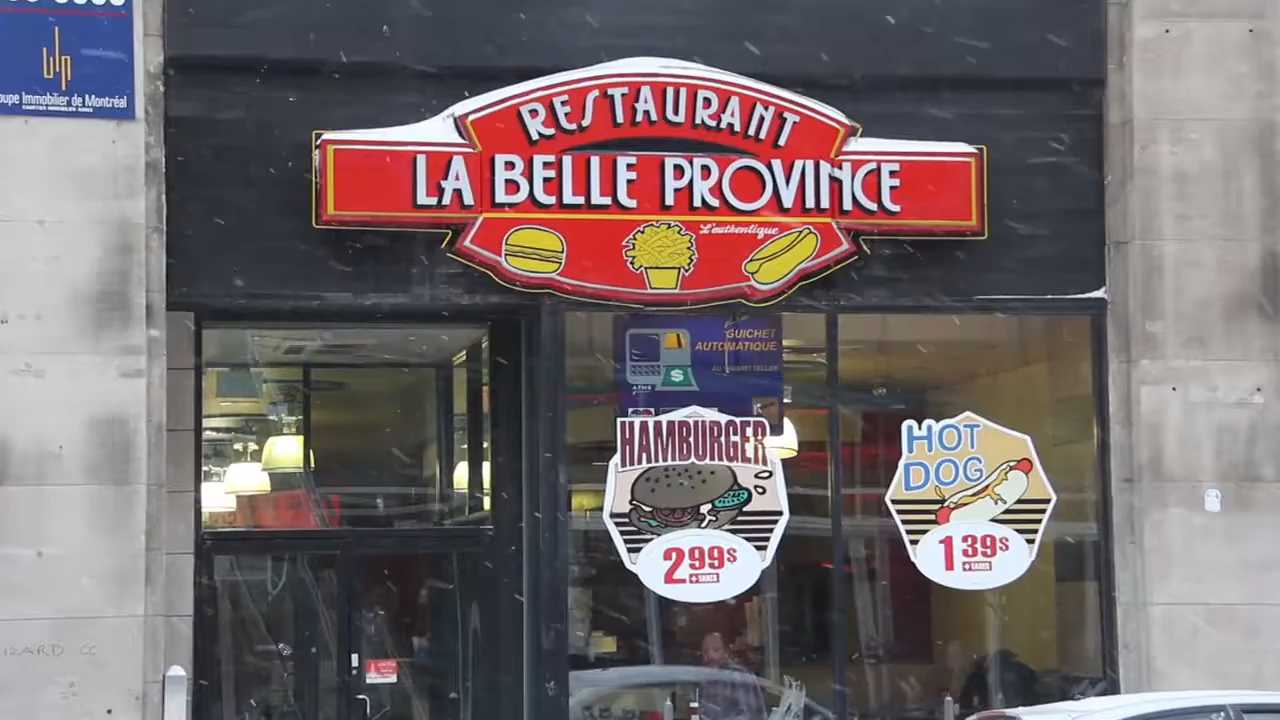 oupe Immobilier de Montréal
RESTAURANT
LA BELLE PROVINCE
L'authentique
GUICHET
AUTOMATIQUE
HAMBURGER
2 99$
+ TAXES
HOT
DOG
1 39$
+ TAXES